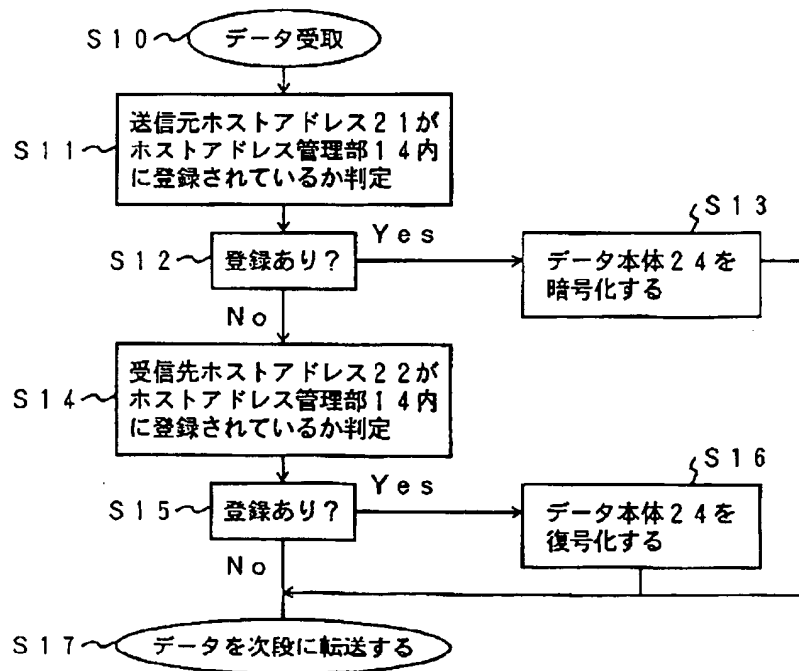 S10
データ受取
S11
送信元ホストアドレス21が
ホストアドレス管理部14内
に登録されているか判定
S12
登録あり?
Yes
S13
データ本体24を
暗号化する
No
S14
受信先ホストアドレス22が
ホストアドレス管理部14内
に登録されているか判定
S15
登録あり?
Yes
S16
データ本体24を
復号化する
No
S17
データを次段に転送する